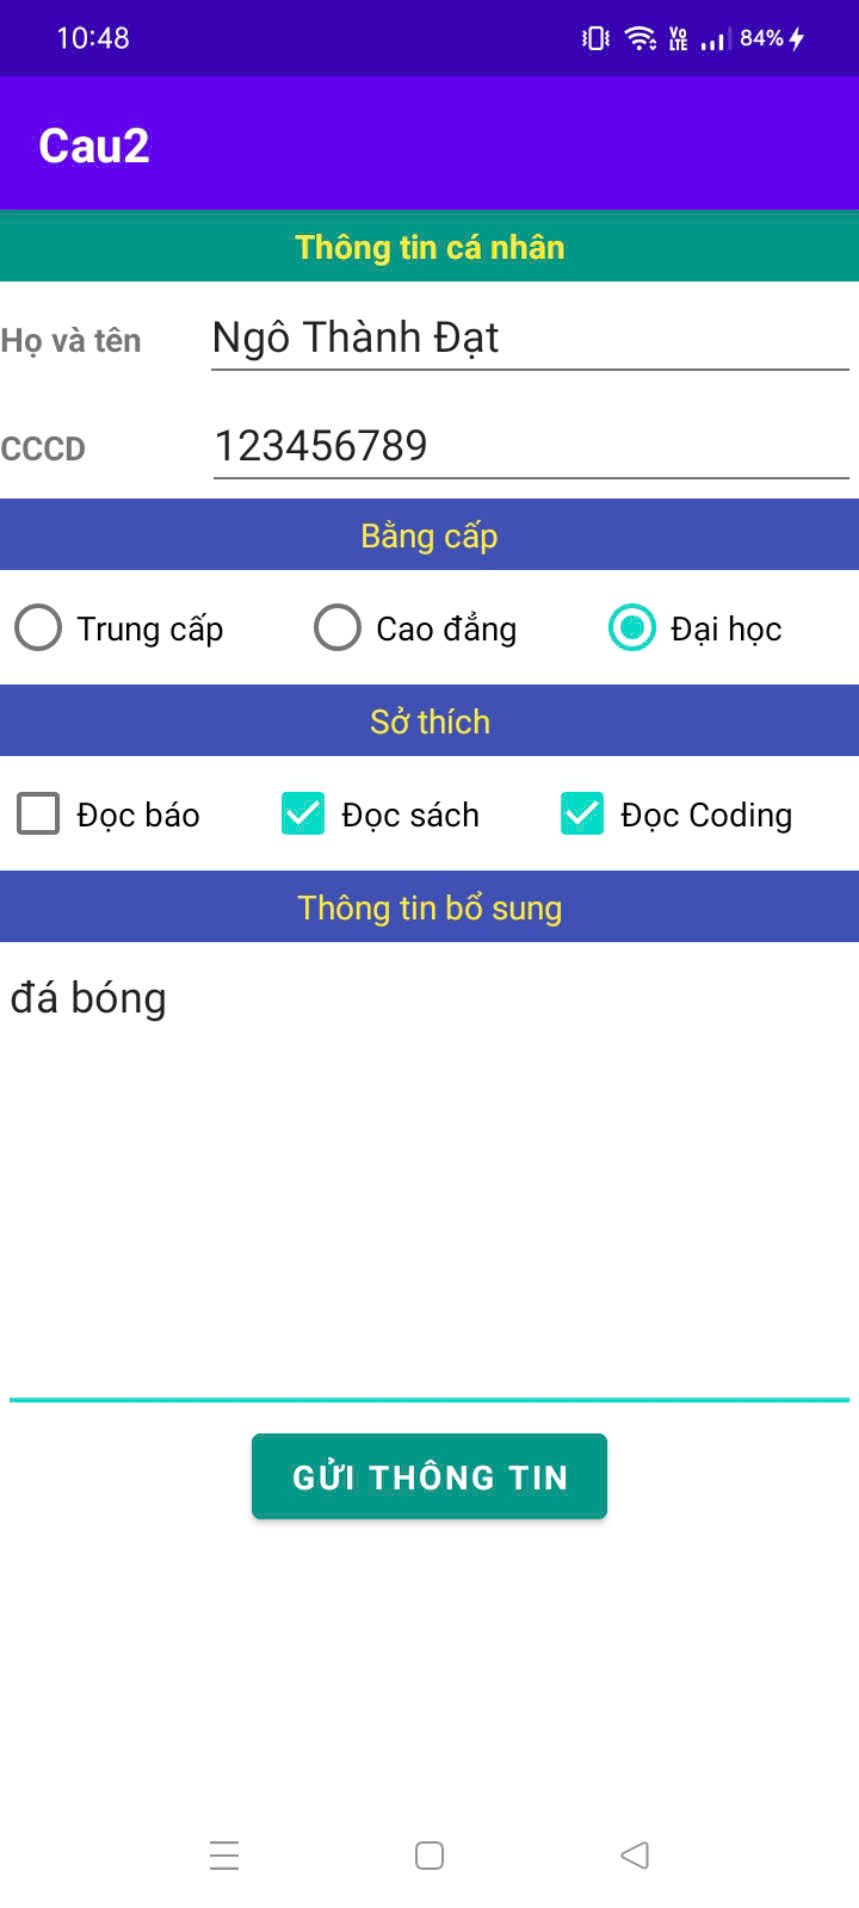 10:48 Vo LTE 84%
Cau2
Thông tin cá nhân
Họ và tên Ngô Thành Đạt
CCCD 123456789
Bằng cấp
Trung cấp Cao đẳng Đại học
Sở thích
Đọc báo Đọc sách Đọc Coding
Thông tin bổ sung
đá bóng
GỬI THÔNG TIN